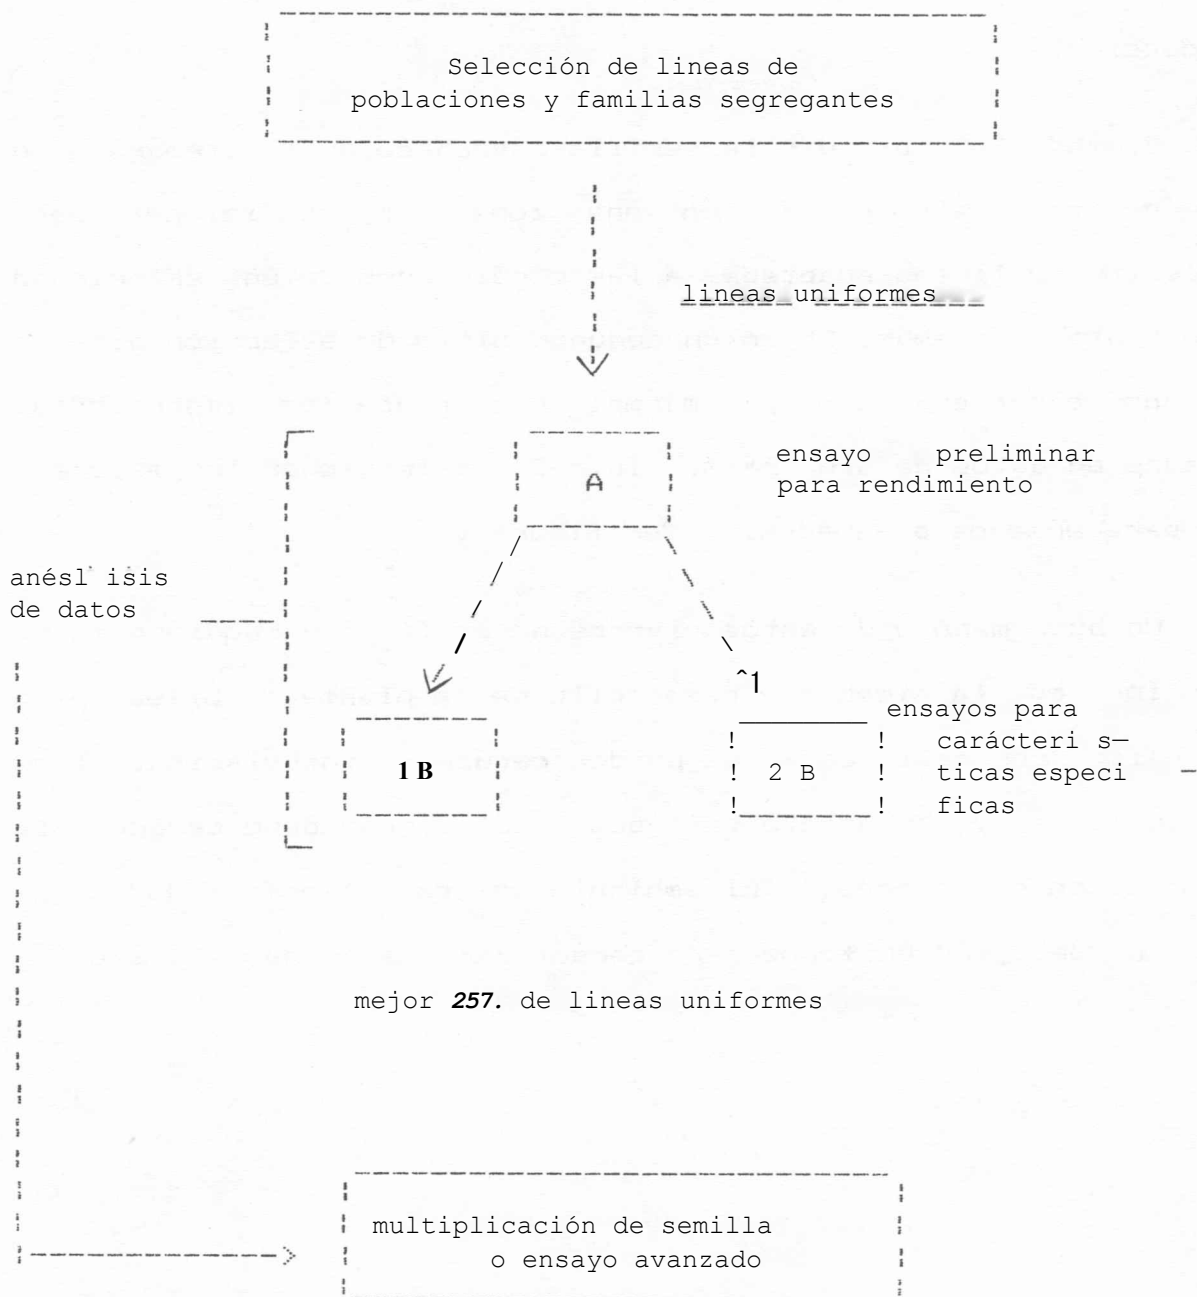 Selección de lineas de
poblaciones y familias segregantes
lineas uniformes
A
ensayo preliminar
para rendimiento
anésl isis
de datos
^1
1 B
! 2 B !
ensayos para
carácteri s—
ticas especi —
ficas
mejor 257. de lineas uniformes
multiplicación de semilla
o ensayo avanzado